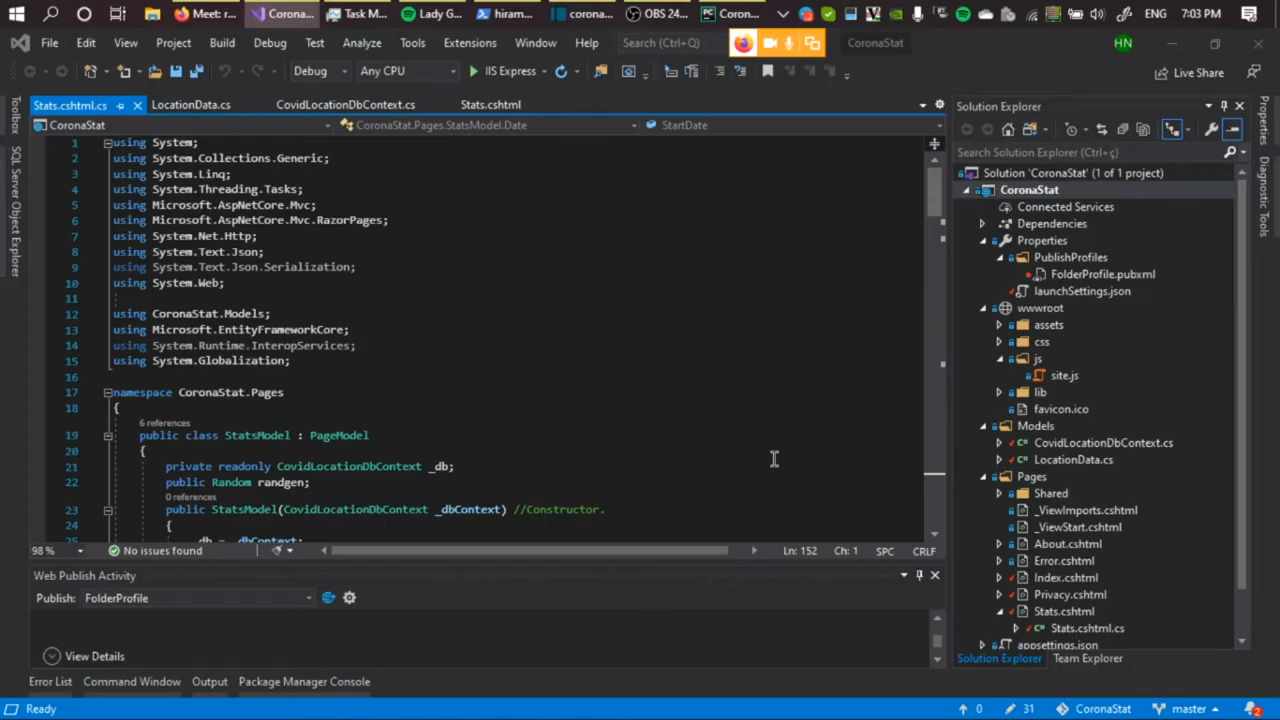 Meet: r...
Corona...
Task M...
Lady G...
hiram...
corona...
OBS 24...
Coron...
ENG
7:03 PM
File Edit View Project Build Debug Test Analyze Tools Extensions Window Help
Search (Ctrl+Q)
CoronaStat
HN
Debug
Any CPU
IIS Express
Live Share
Toolbox
SQL Server Object Explorer
Stats.cshtml.cs
LocationData.cs
CovidLocationDbContext.cs
Stats.cshtml
CoronaStat
CoronaStat.Pages.StatsModel.Date
StartDate
1 using System;
2 using System.Collections.Generic;
3 using System.Linq;
4 using System.Threading.Tasks;
5 using Microsoft.AspNetCore.Mvc;
6 using Microsoft.AspNetCore.Mvc.RazorPages;
7 using System.Net.Http;
8 using System.Text.Json;
9 using System.Text.Json.Serialization;
10 using System.Web;
11
12 using CoronaStat.Models;
13 using Microsoft.EntityFrameworkCore;
14 using System.Runtime.InteropServices;
15 using System.Globalization;
16
17 namespace CoronaStat.Pages
18 {
6 references
19 public class StatsModel : PageModel
20 {
21 private readonly CovidLocationDbContext _db;
22 public Random randgen;
0 references
23 public StatsModel(CovidLocationDbContext _dbContext) //Constructor.
24 {
25 _db = _dbContext;
98 %
No issues found
Ln: 152
Ch: 1
SPC
CRLF
Web Publish Activity
Publish: FolderProfile
View Details
Error List
Command Window
Output
Package Manager Console
Solution Explorer
Search Solution Explorer (Ctrl+ç)
Solution 'CoronaStat' (1 of 1 project)
CoronaStat
Connected Services
Dependencies
Properties
PublishProfiles
FolderProfile.pubxml
launchSettings.json
wwwroot
assets
css
js
site.js
lib
favicon.ico
Models
CovidLocationDbContext.cs
LocationData.cs
Pages
Shared
_ViewImports.cshtml
_ViewStart.cshtml
About.cshtml
Error.cshtml
Index.cshtml
Privacy.cshtml
Stats.cshtml
Stats.cshtml.cs
appsettings.json
Solution Explorer
Team Explorer
Properties
Diagnostic Tools
Ready
0
31
CoronaStat
master
2